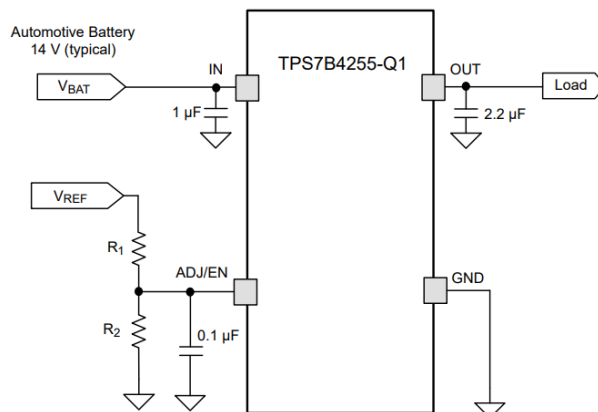 Automotive Battery
14 V (typical)
IN
TPS7B4255-Q1
OUT
VBAT
Load
1 µF
2.2 µF
VREF
R1
ADJ/EN
GND
R2
0.1 µF